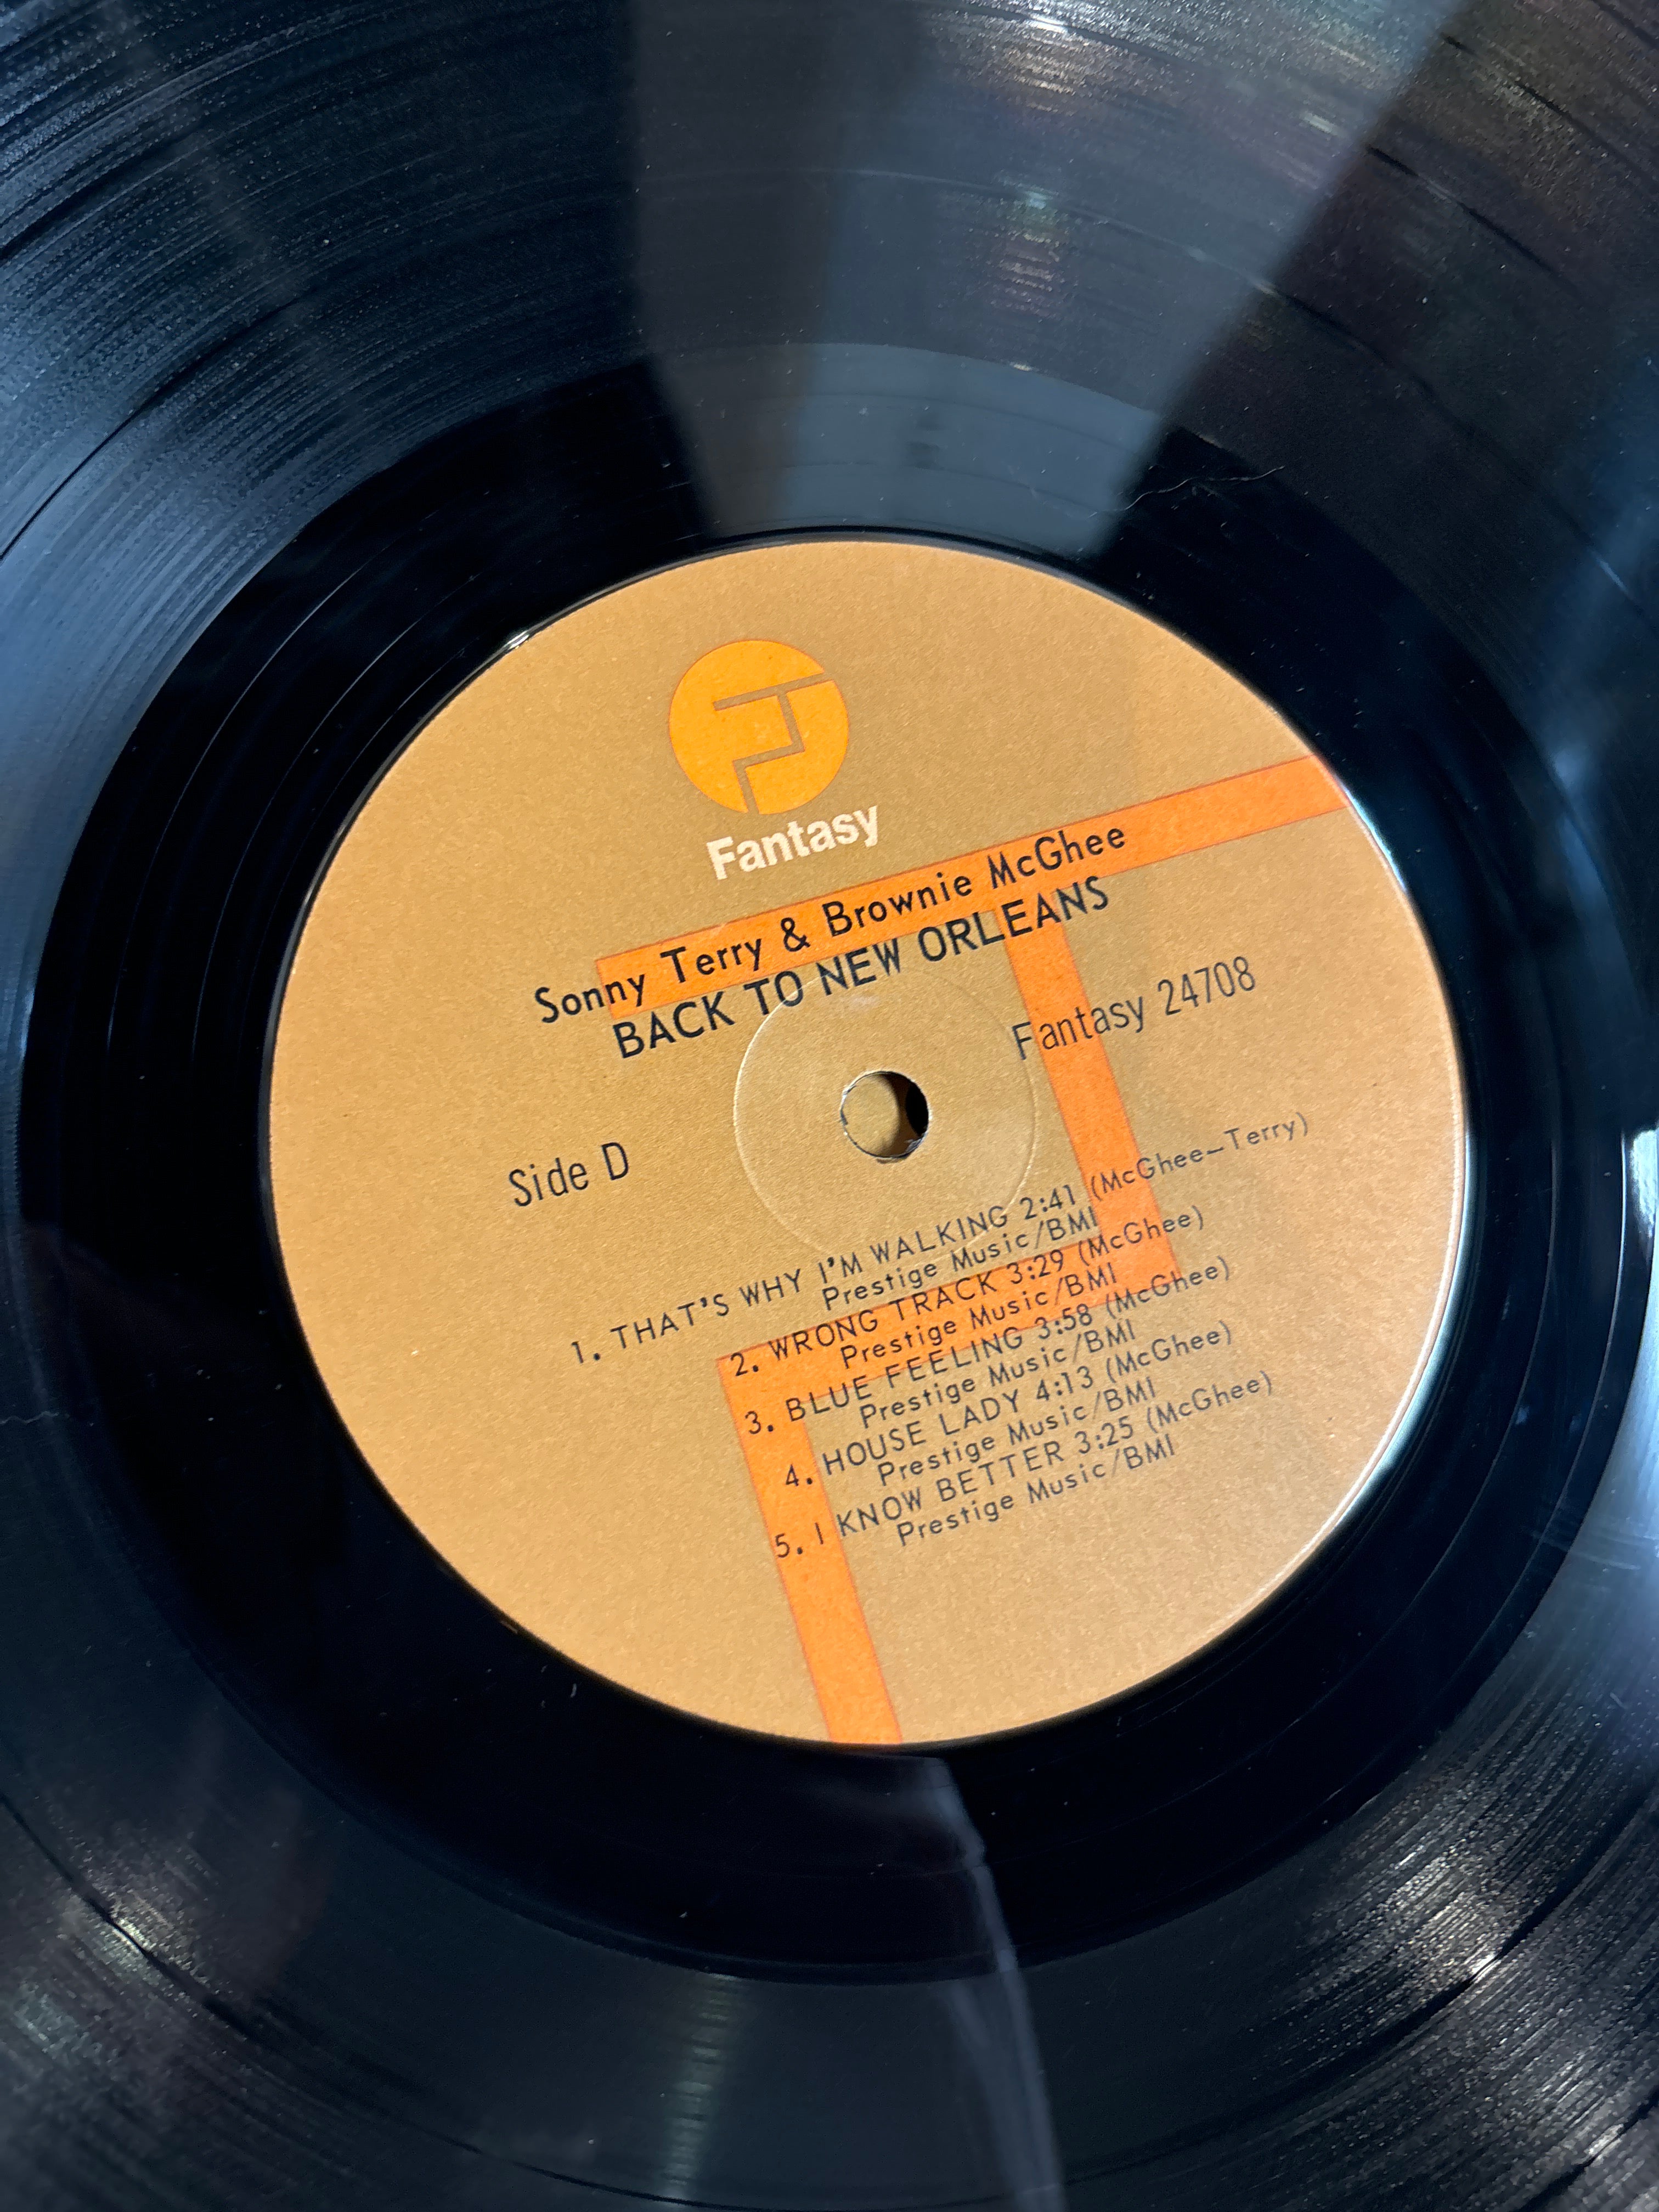 Fantasy
Sonny Terry & Brownie McGhee
BACK TO NEW ORLEANS
Fantasy 24708
Side D
1. THAT'S WHY I'M WALKING 2:41 (McGhee-Terry)
Prestige Music/BMI
2. WRONG TRACK 3:29 (McGhee)
Prestige Music/BMI
3. BLUE FEELING 3:58 (McGhee)
Prestige Music/BMI
4. HOUSE LADY 4:13 (McGhee)
Prestige Music/BMI
5. I KNOW BETTER 3:25 (McGhee)
Prestige Music/BMI